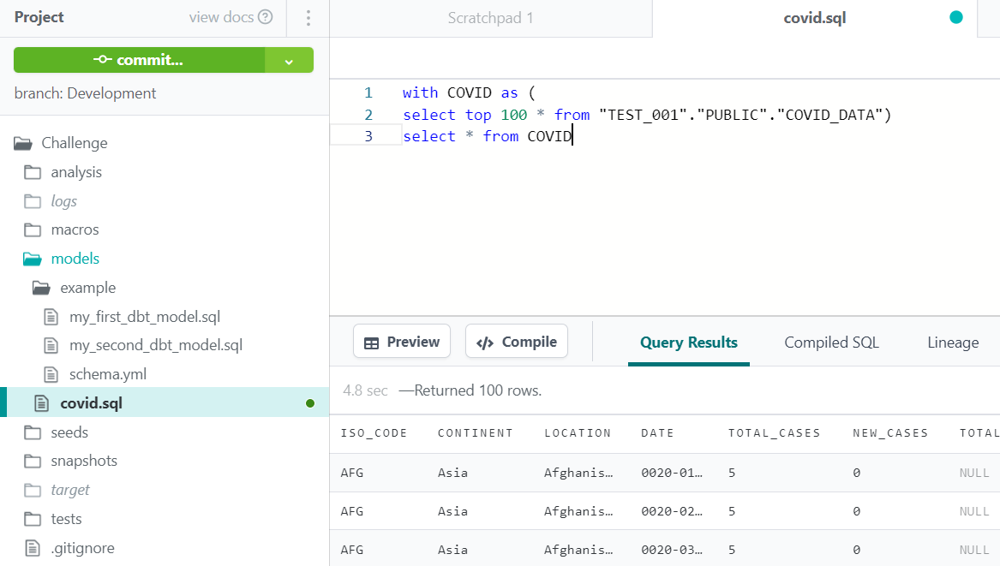 Project
view docs ?
commit...
branch: Development
Challenge
analysis
logs
macros
models
example
my_first_dbt_model.sql
my_second_dbt_model.sql
schema.yml
covid.sql
seeds
snapshots
target
tests
.gitignore
Scratchpad 1
covid.sql
1 with COVID as (
2 select top 100 * from "TEST_001"."PUBLIC"."COVID_DATA")
3 select * from COVID
Preview
</> Compile
Query Results
Compiled SQL
Lineage
4.8 sec —Returned 100 rows.
ISO_CODE CONTINENT LOCATION DATE TOTAL_CASES NEW_CASES TOTAL
AFG Asia Afghanis… 0020-01… 5 0 NULL
AFG Asia Afghanis… 0020-02… 5 0 NULL
AFG Asia Afghanis… 0020-03… 5 0 NULL